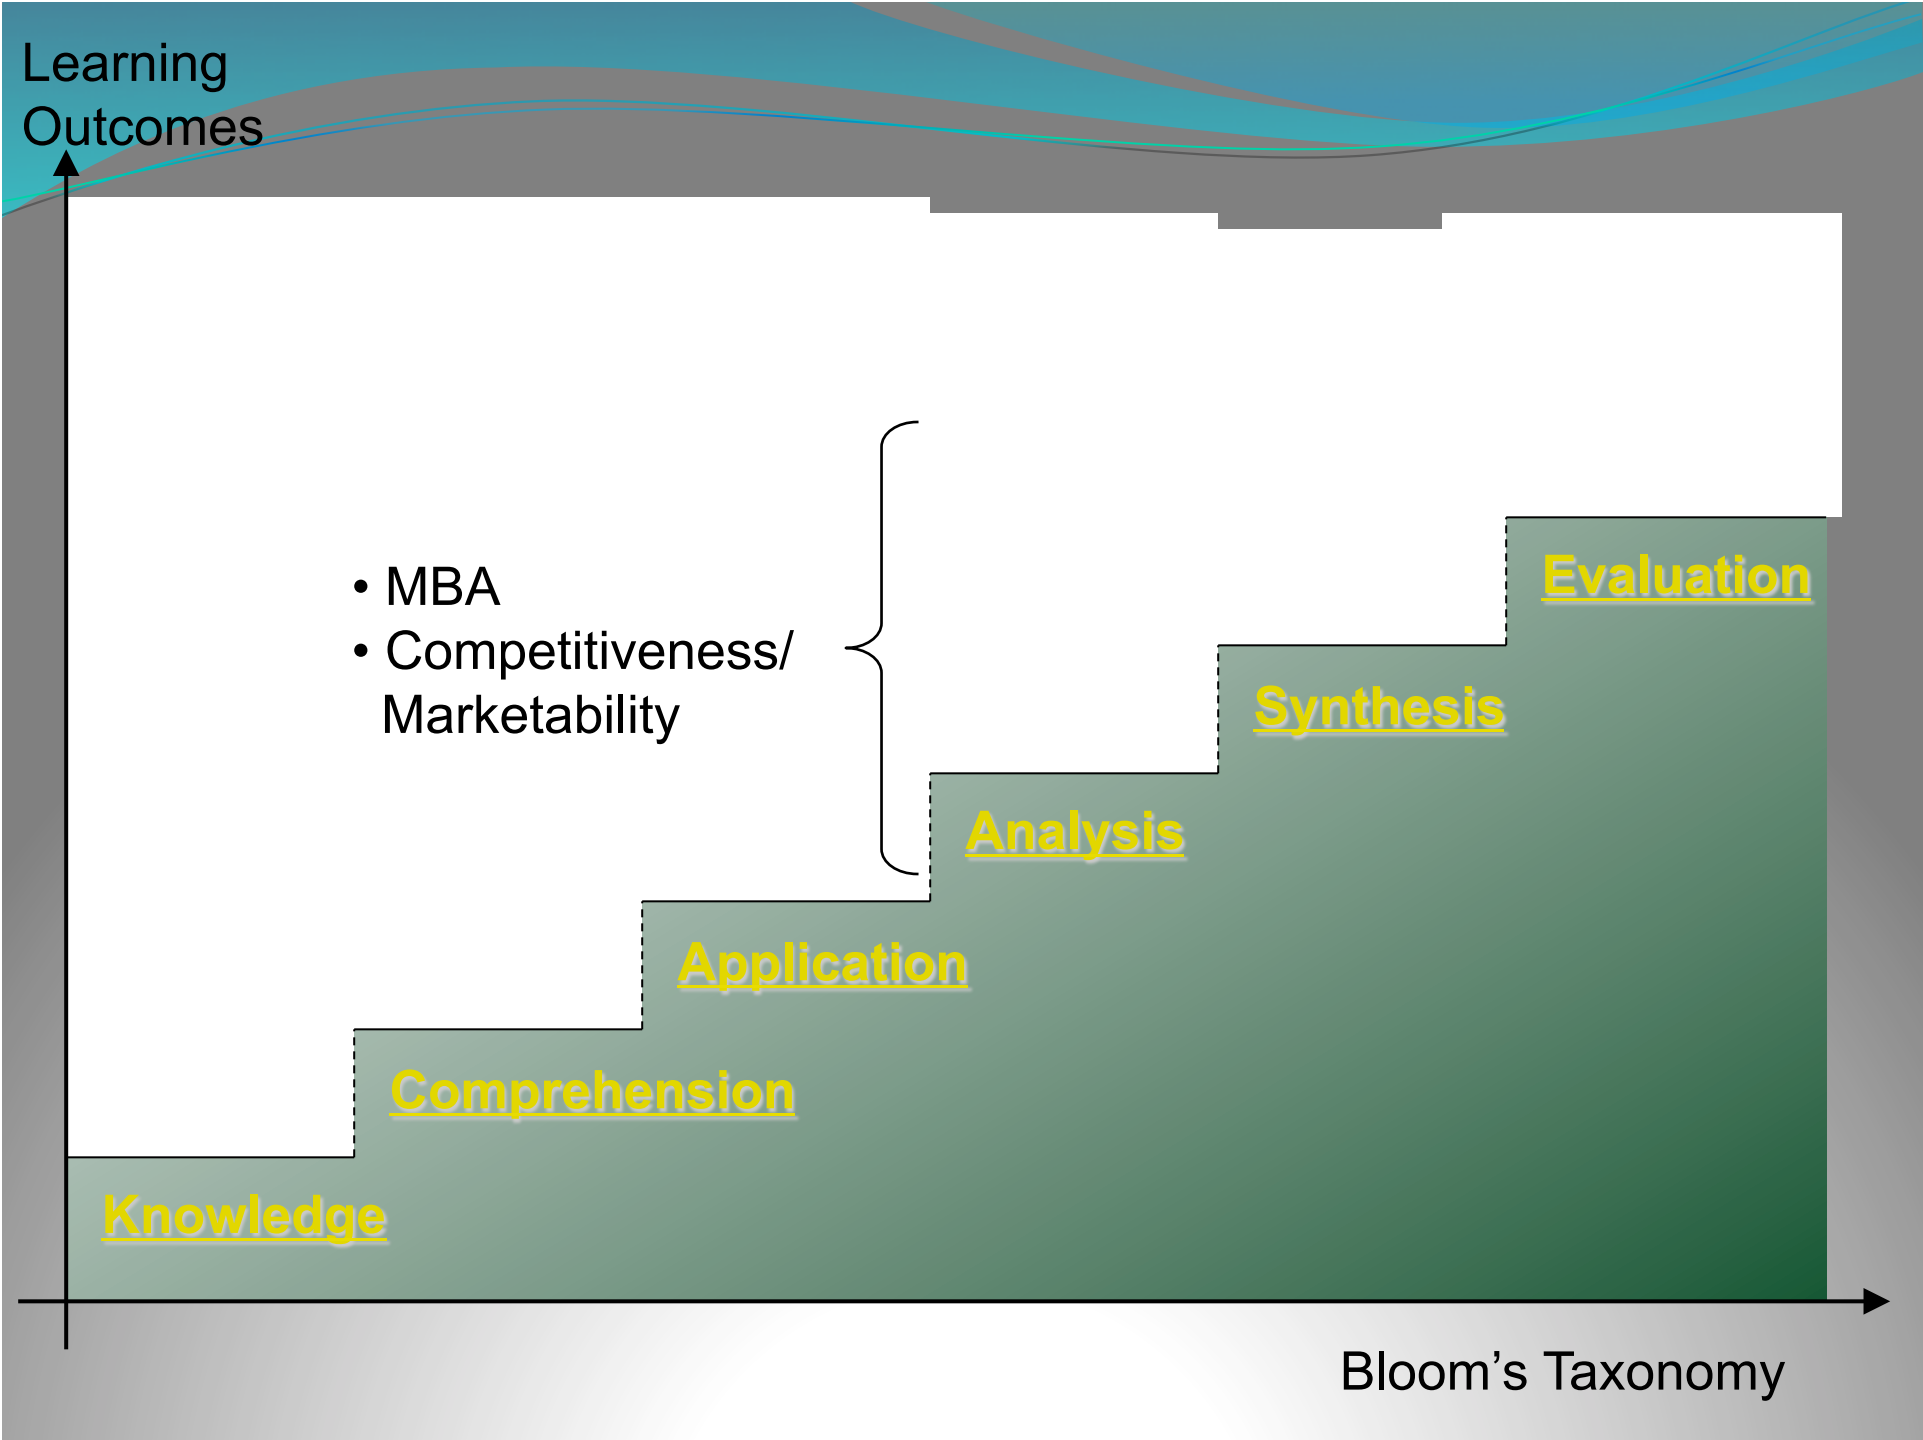 Learning
Outcomes
• MBA
• Competitiveness/
Marketability
Evaluation
Synthesis
Analysis
Application
Comprehension
Knowledge
Bloom’s Taxonomy